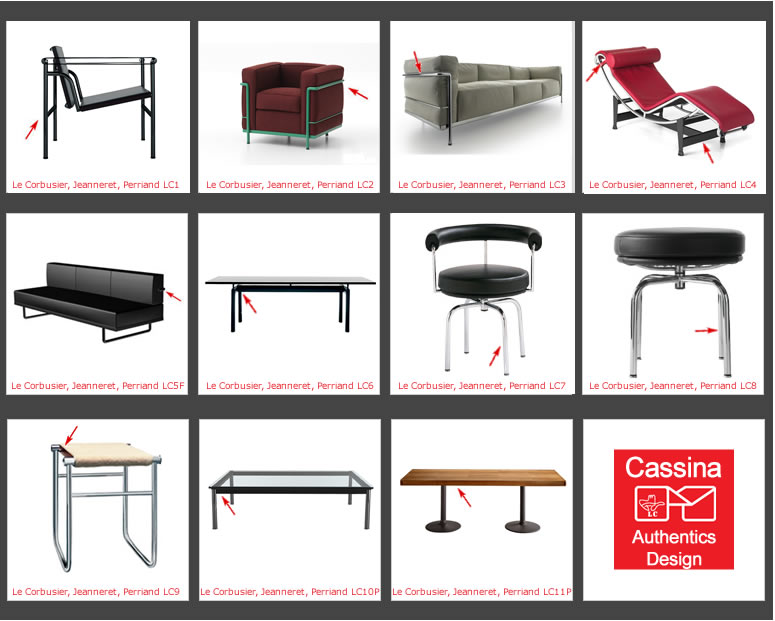 Le Corbusier, Jeanneret, Perriand LC1
Le Corbusier, Jeanneret, Perriand LC2
Le Corbusier, Jeanneret, Perriand LC3
Le Corbusier, Jeanneret, Perriand LC4
Le Corbusier, Jeanneret, Perriand LC5F
Le Corbusier, Jeanneret, Perriand LC6
Le Corbusier, Jeanneret, Perriand LC7
Le Corbusier, Jeanneret, Perriand LC8
Le Corbusier, Jeanneret, Perriand LC9
Le Corbusier, Jeanneret, Perriand LC10P
Le Corbusier, Jeanneret, Perriand LC11P
Cassina
LC
Authentics
Design